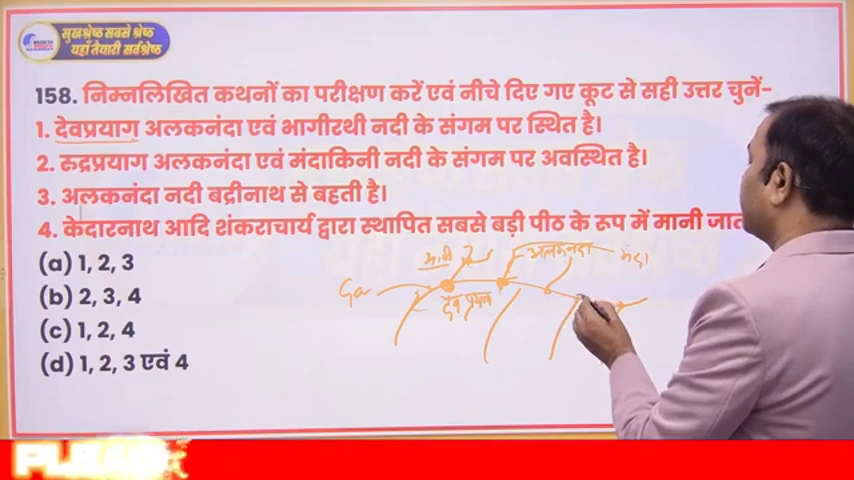 सुखश्रेष्ठ सबसे श्रेष्ठ
यहाँ तैयारी सर्वश्रेष्ठ
158. निम्नलिखित कथनों का परीक्षण करें एवं नीचे दिए गए कूट से सही उत्तर चुनें-
1. देवप्रयाग अलकनंदा एवं भागीरथी नदी के संगम पर स्थित है।
2. रुद्रप्रयाग अलकनंदा एवं मंदाकिनी नदी के संगम पर अवस्थित है।
3. अलकनंदा नदी बद्रीनाथ से बहती है।
4. केदारनाथ आदि शंकराचार्य द्वारा स्थापित सबसे बड़ी पीठ के रूप में मानी जात
(a) 1, 2, 3
(b) 2, 3, 4
(c) 1, 2, 4
(d) 1, 2, 3 एवं 4
अलकनंदा
मंदा
Ga
देव प्रयाग